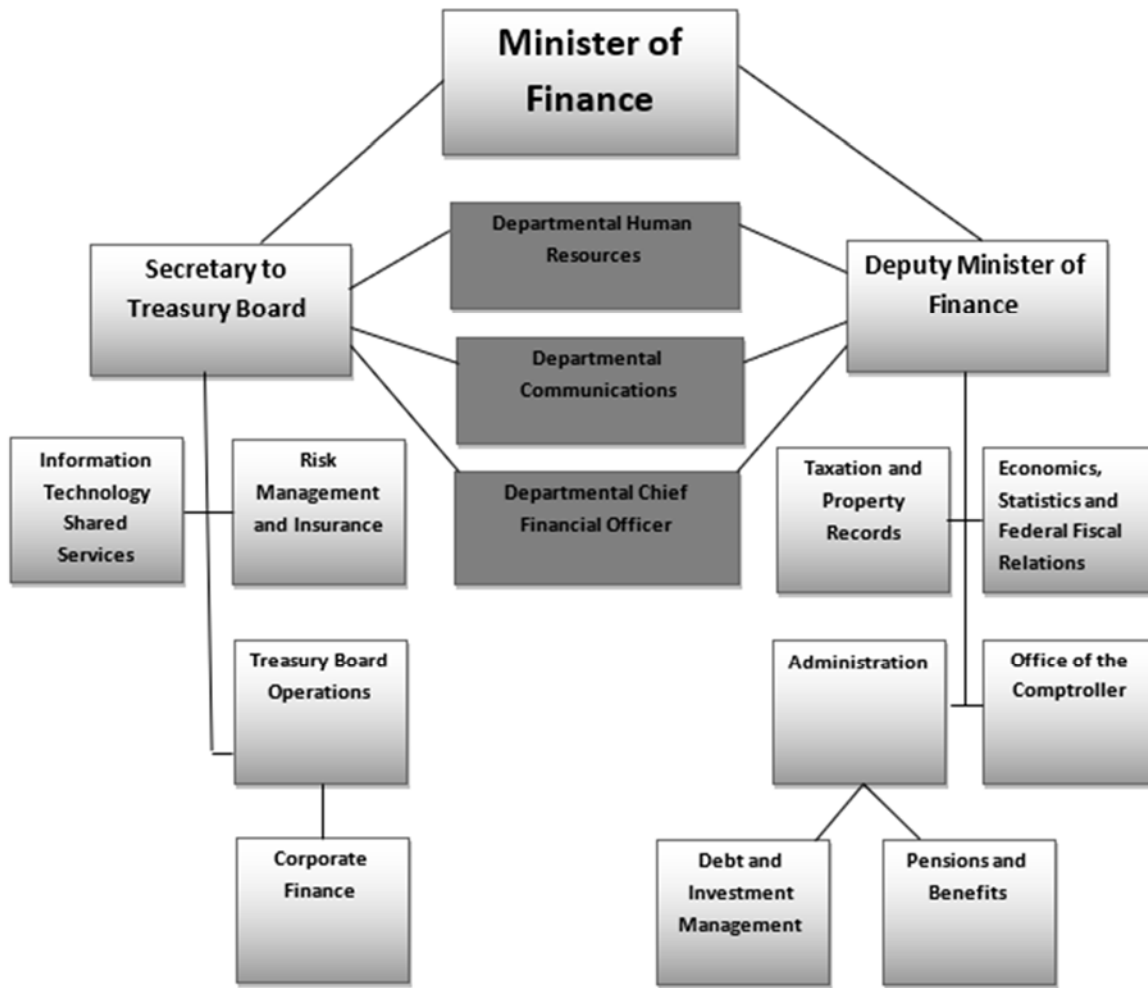 Minister of
Finance
Departmental Human
Resources
Secretary to
Treasury Board
Deputy Minister of
Finance
Departmental
Communications
Information
Technology
Shared
Services
Risk
Management
and Insurance
Departmental Chief
Financial Officer
Taxation and
Property
Records
Economics,
Statistics and
Federal Fiscal
Relations
Treasury Board
Operations
Administration
Office of the
Comptroller
Corporate
Finance
Debt and
Investment
Management
Pensions and
Benefits